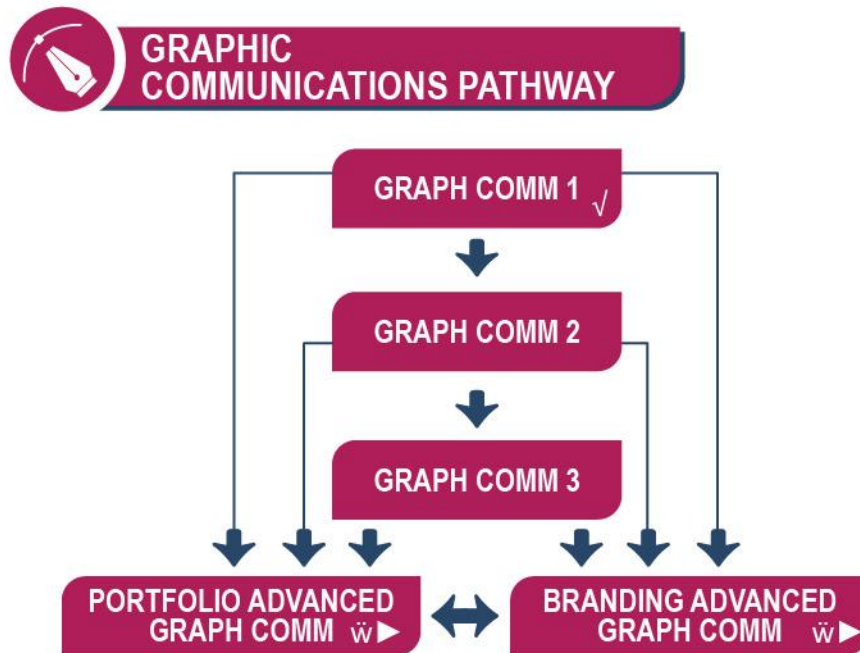 GRAPHIC
COMMUNICATIONS PATHWAY
GRAPH COMM 1 √
GRAPH COMM 2
GRAPH COMM 3
PORTFOLIO ADVANCED
GRAPH COMM ẅ►
BRANDING ADVANCED
GRAPH COMM ẅ►